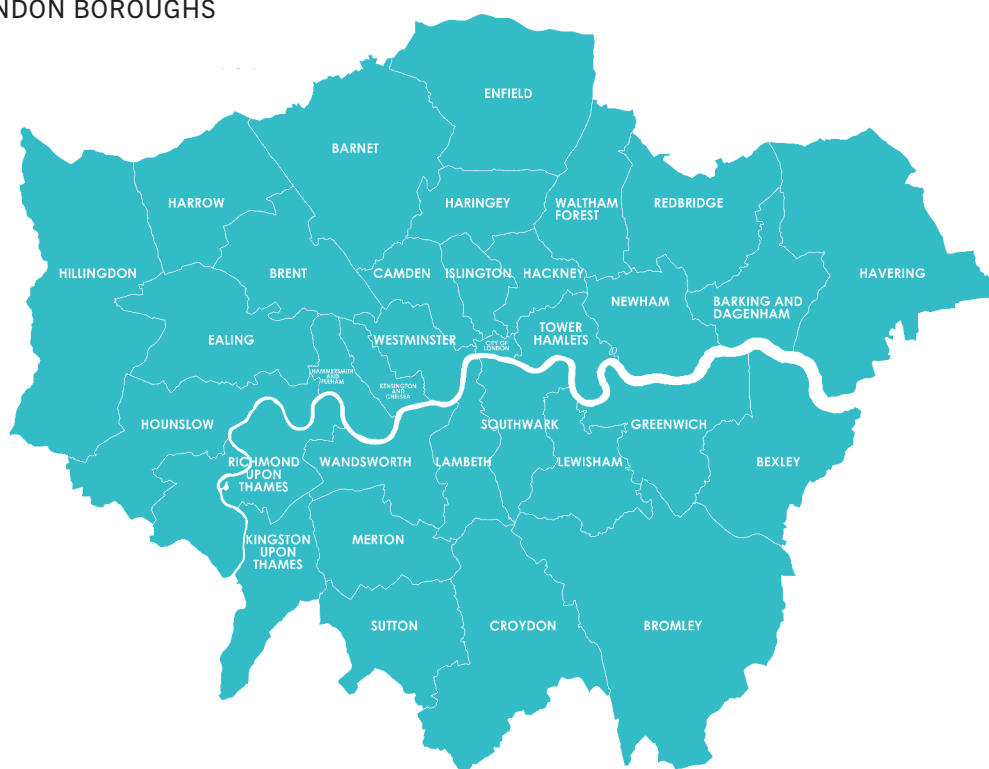 NDON BOROUGHS
ENFIELD
BARNET
HARROW
HARINGEY
WALTHAM
FOREST
REDBRIDGE
HILLINGDON
BRENT
CAMDEN
ISLINGTON
HACKNEY
HAVERING
NEWHAM
BARKING AND
DAGENHAM
EALING
WESTMINSTER
CITY OF
LONDON
TOWER
HAMLETS
HAMMERSMITH
AND
FULHAM
KENSINGTON
AND
CHELSEA
HOUNSLOW
SOUTHWARK
GREENWICH
RICHMOND
UPON
THAMES
WANDSWORTH
LAMBETH
LEWISHAM
BEXLEY
KINGSTON
UPON
THAMES
MERTON
SUTTON
CROYDON
BROMLEY